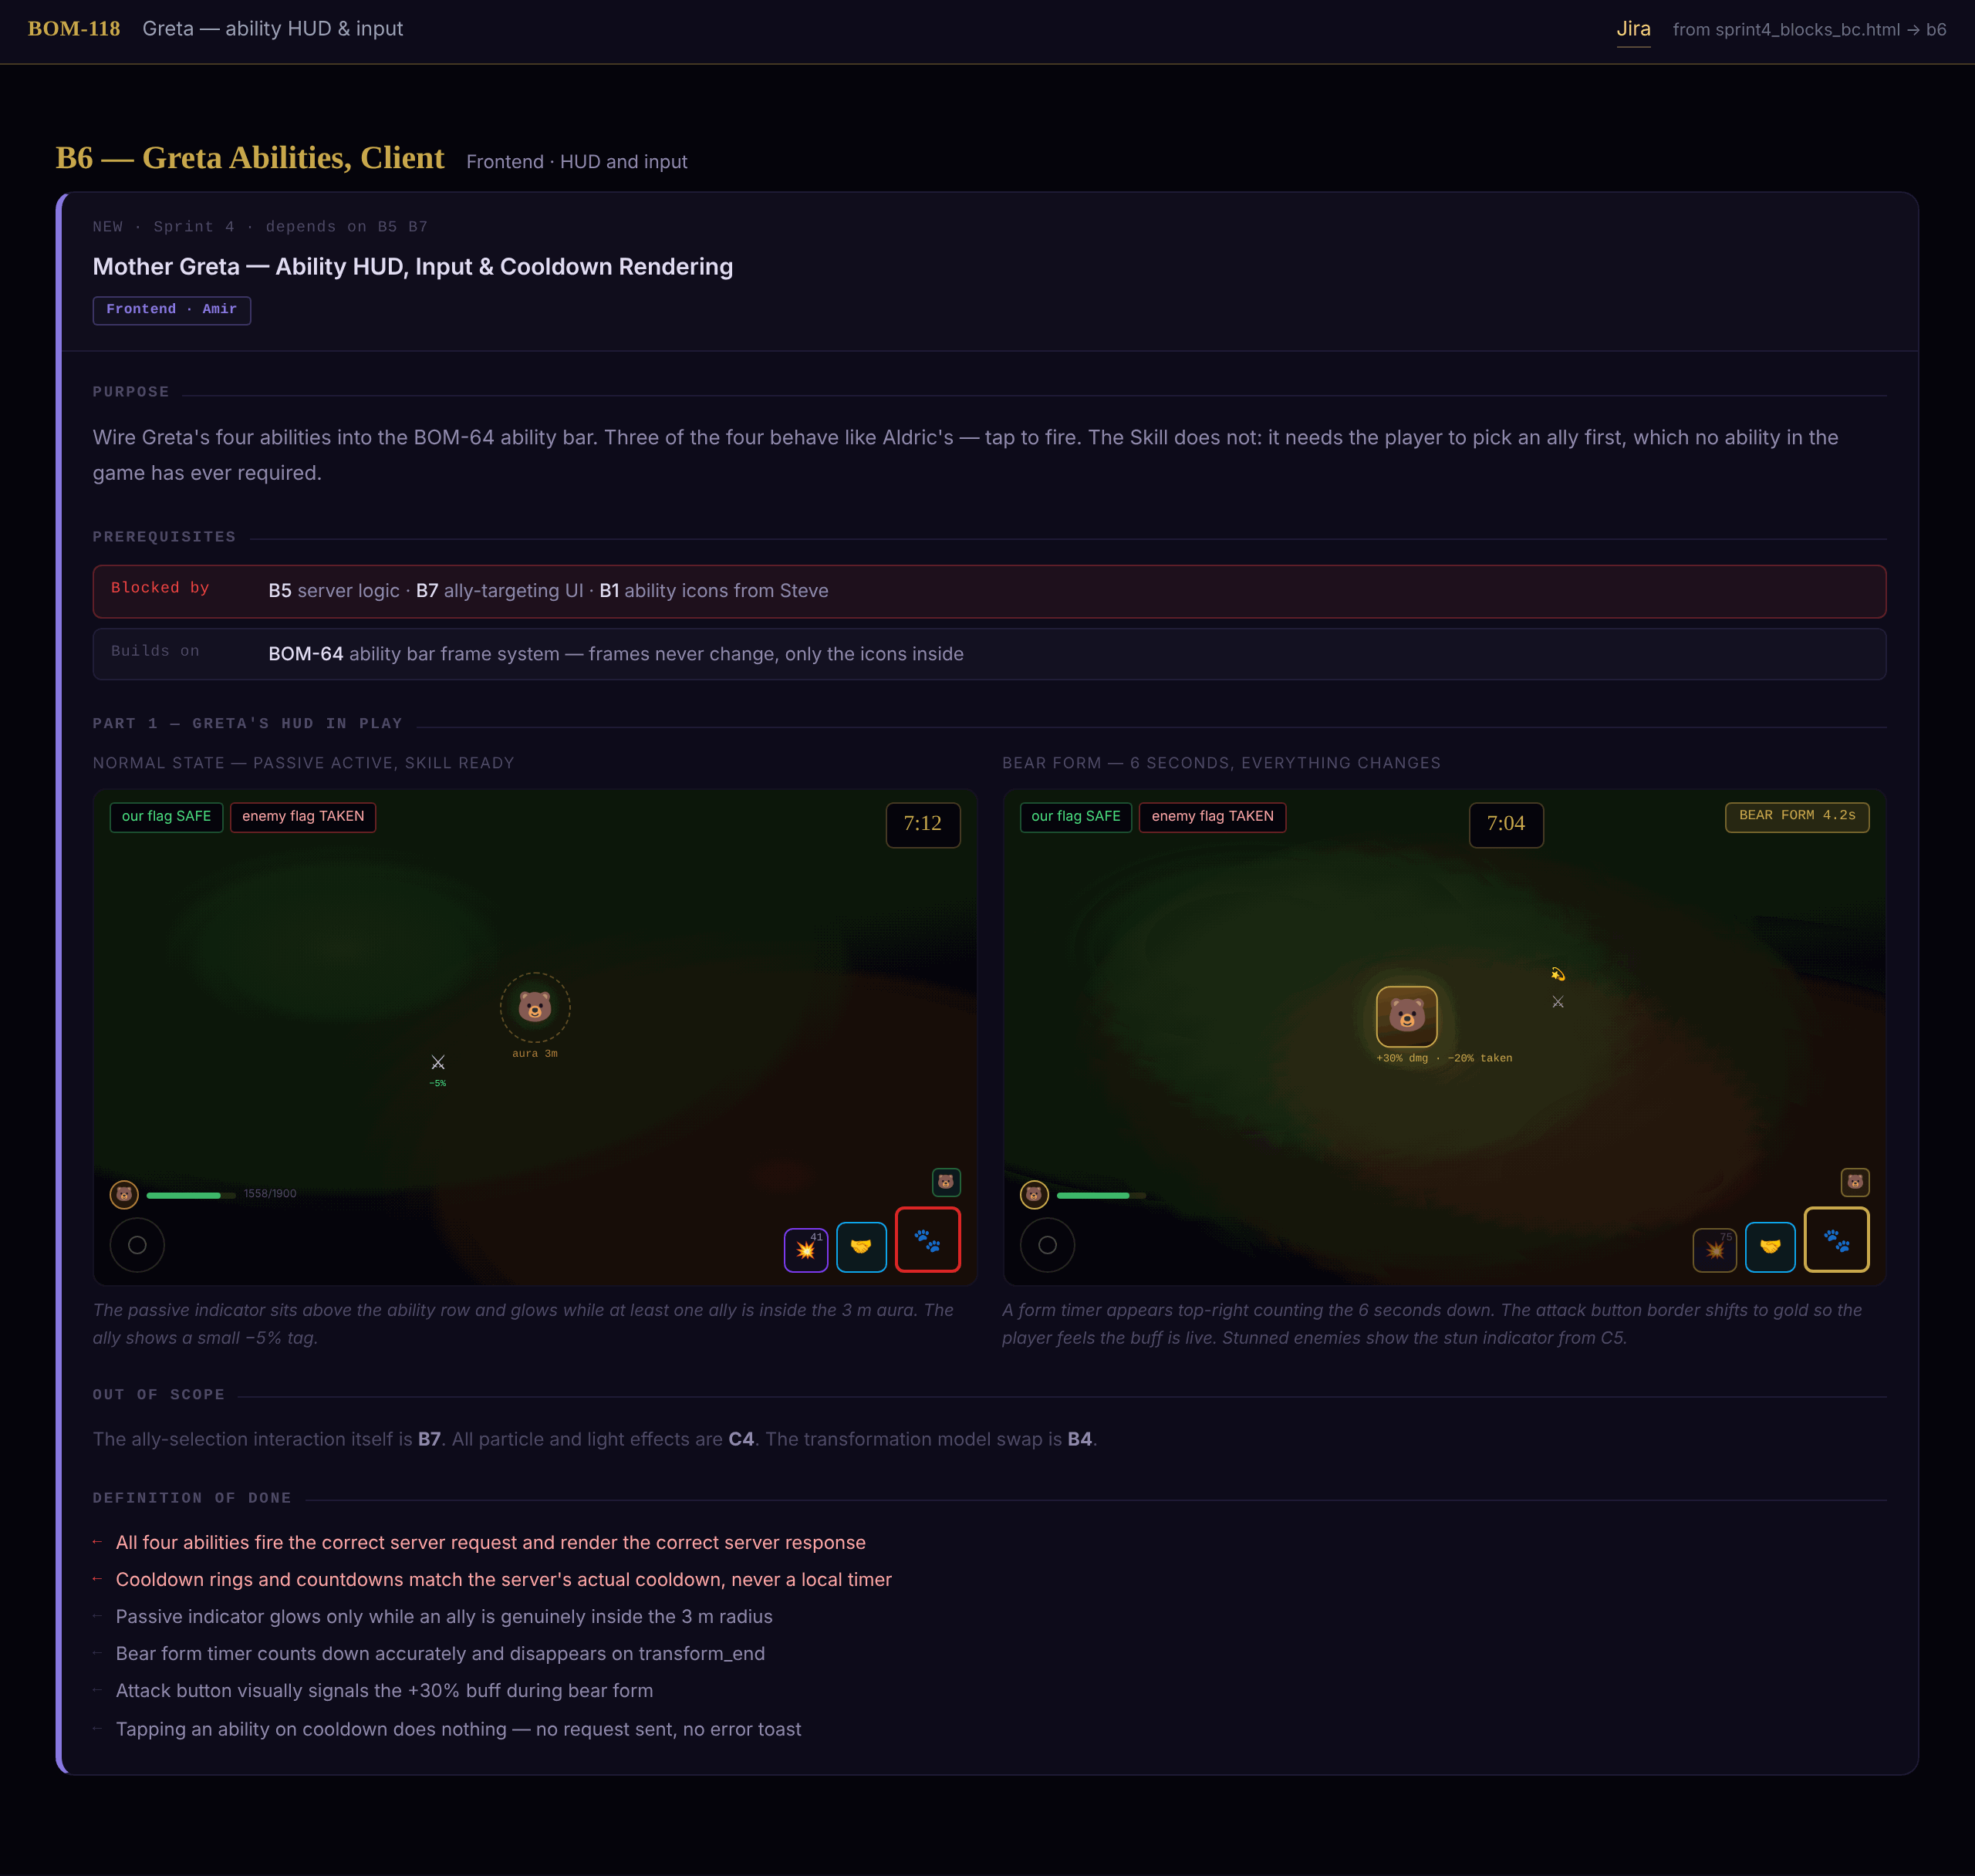 BOM-118 Greta — ability HUD & input
Jira from sprint4_blocks_bc.html → b6
B6 — Greta Abilities, Client Frontend · HUD and input
NEW · Sprint 4 · depends on B5 B7
Mother Greta — Ability HUD, Input & Cooldown Rendering
Frontend · Amir
PURPOSE
Wire Greta's four abilities into the BOM-64 ability bar. Three of the four behave like Aldric's — tap to fire. The Skill does not: it needs the player to pick an ally first, which no ability in the
game has ever required.
PREREQUISITES
Blocked by B5 server logic · B7 ally-targeting UI · B1 ability icons from Steve
Builds on BOM-64 ability bar frame system — frames never change, only the icons inside
PART 1 — GRETA'S HUD IN PLAY
NORMAL STATE — PASSIVE ACTIVE, SKILL READY
our flag SAFE enemy flag TAKEN 7:12
aura 3m
−5%
1558/1900
41
The passive indicator sits above the ability row and glows while at least one ally is inside the 3 m aura. The
ally shows a small −5% tag.
BEAR FORM — 6 SECONDS, EVERYTHING CHANGES
our flag SAFE enemy flag TAKEN 7:04 BEAR FORM 4.2s
+30% dmg · −20% taken
75
A form timer appears top-right counting the 6 seconds down. The attack button border shifts to gold so the
player feels the buff is live. Stunned enemies show the stun indicator from C5.
OUT OF SCOPE
The ally-selection interaction itself is B7. All particle and light effects are C4. The transformation model swap is B4.
DEFINITION OF DONE
← All four abilities fire the correct server request and render the correct server response
← Cooldown rings and countdowns match the server's actual cooldown, never a local timer
← Passive indicator glows only while an ally is genuinely inside the 3 m radius
← Bear form timer counts down accurately and disappears on transform_end
← Attack button visually signals the +30% buff during bear form
← Tapping an ability on cooldown does nothing — no request sent, no error toast